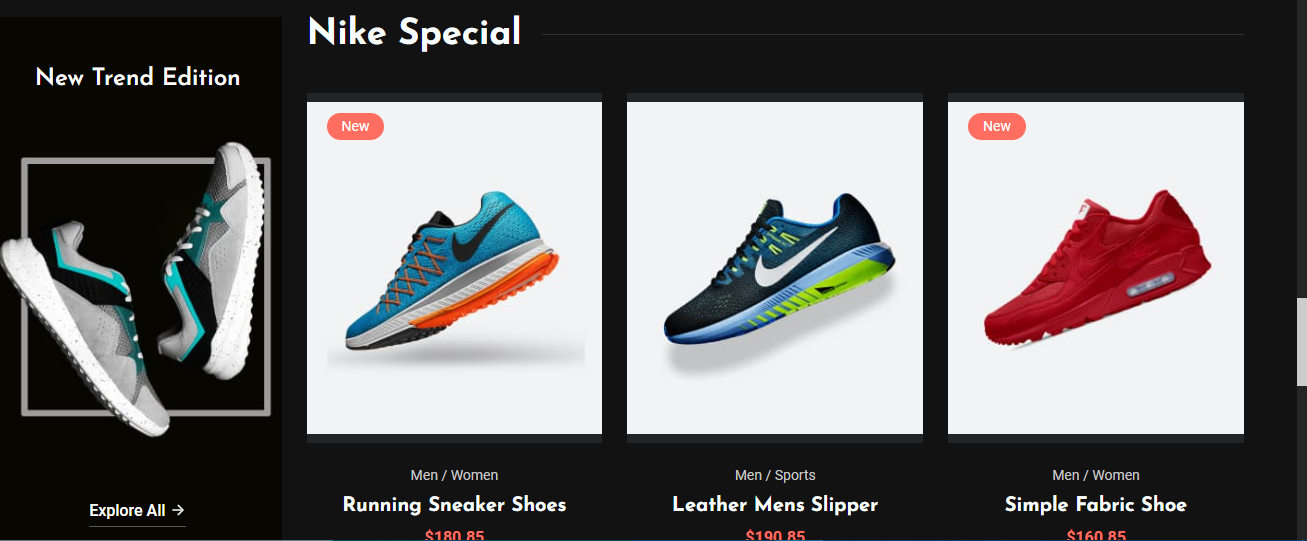 Nike Special
New Trend Edition
New
New
Men / Women
Men / Sports
Men / Women
Running Sneaker Shoes
Leather Mens Slipper
Simple Fabric Shoe
Explore All →
$180.85
$190.85
$160.85